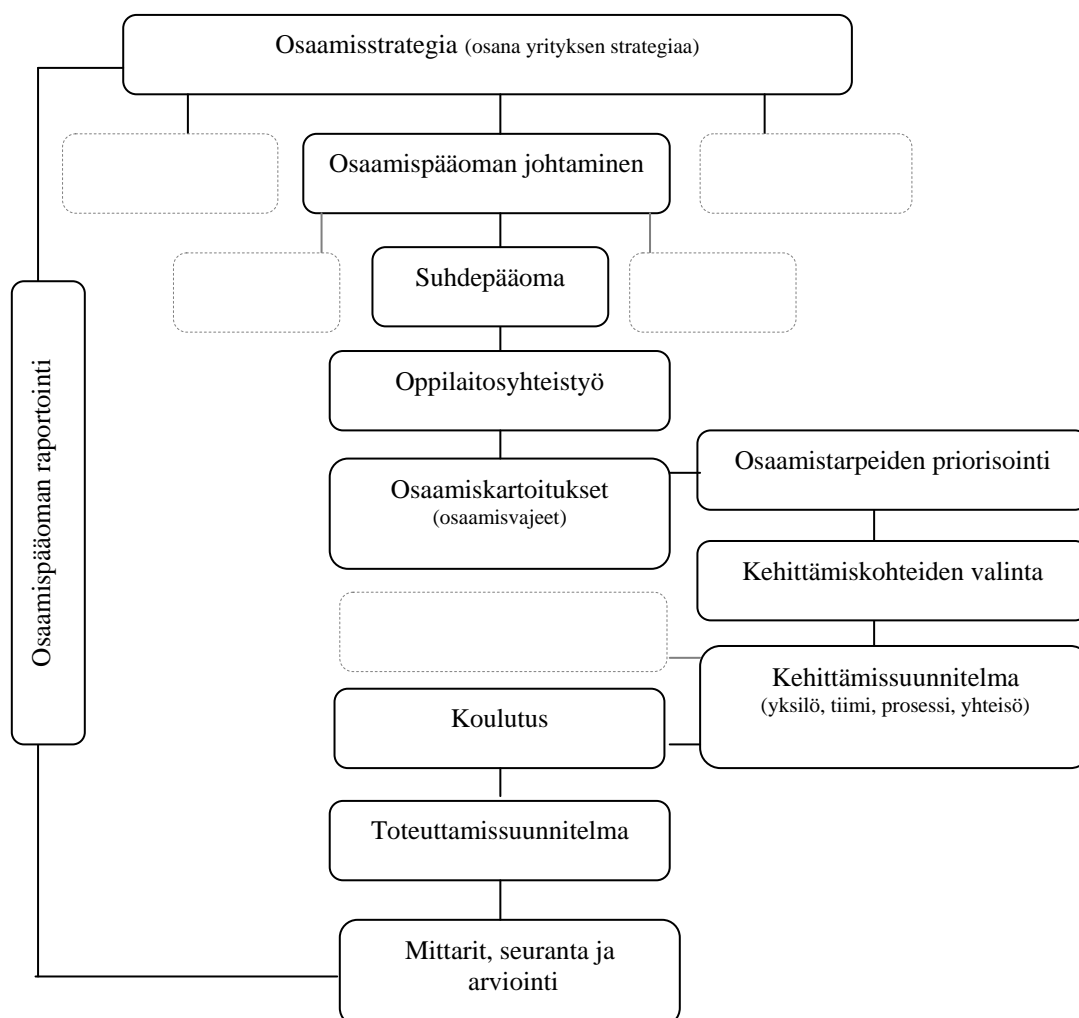 Osaamisstrategia (osana yrityksen strategiaa)
Osaamispääoman johtaminen
Suhdepääoma
Osaamispääoman raportointi
Oppilaitosyhteistyö
Osaamiskartoitukset
(osaamisvajeet)
Osaamistarpeiden priorisointi
Kehittämiskohteiden valinta
Kehittämissuunnitelma
(yksilö, tiimi, prosessi, yhteisö)
Koulutus
Toteuttamissuunnitelma
Mittarit, seuranta ja
arviointi